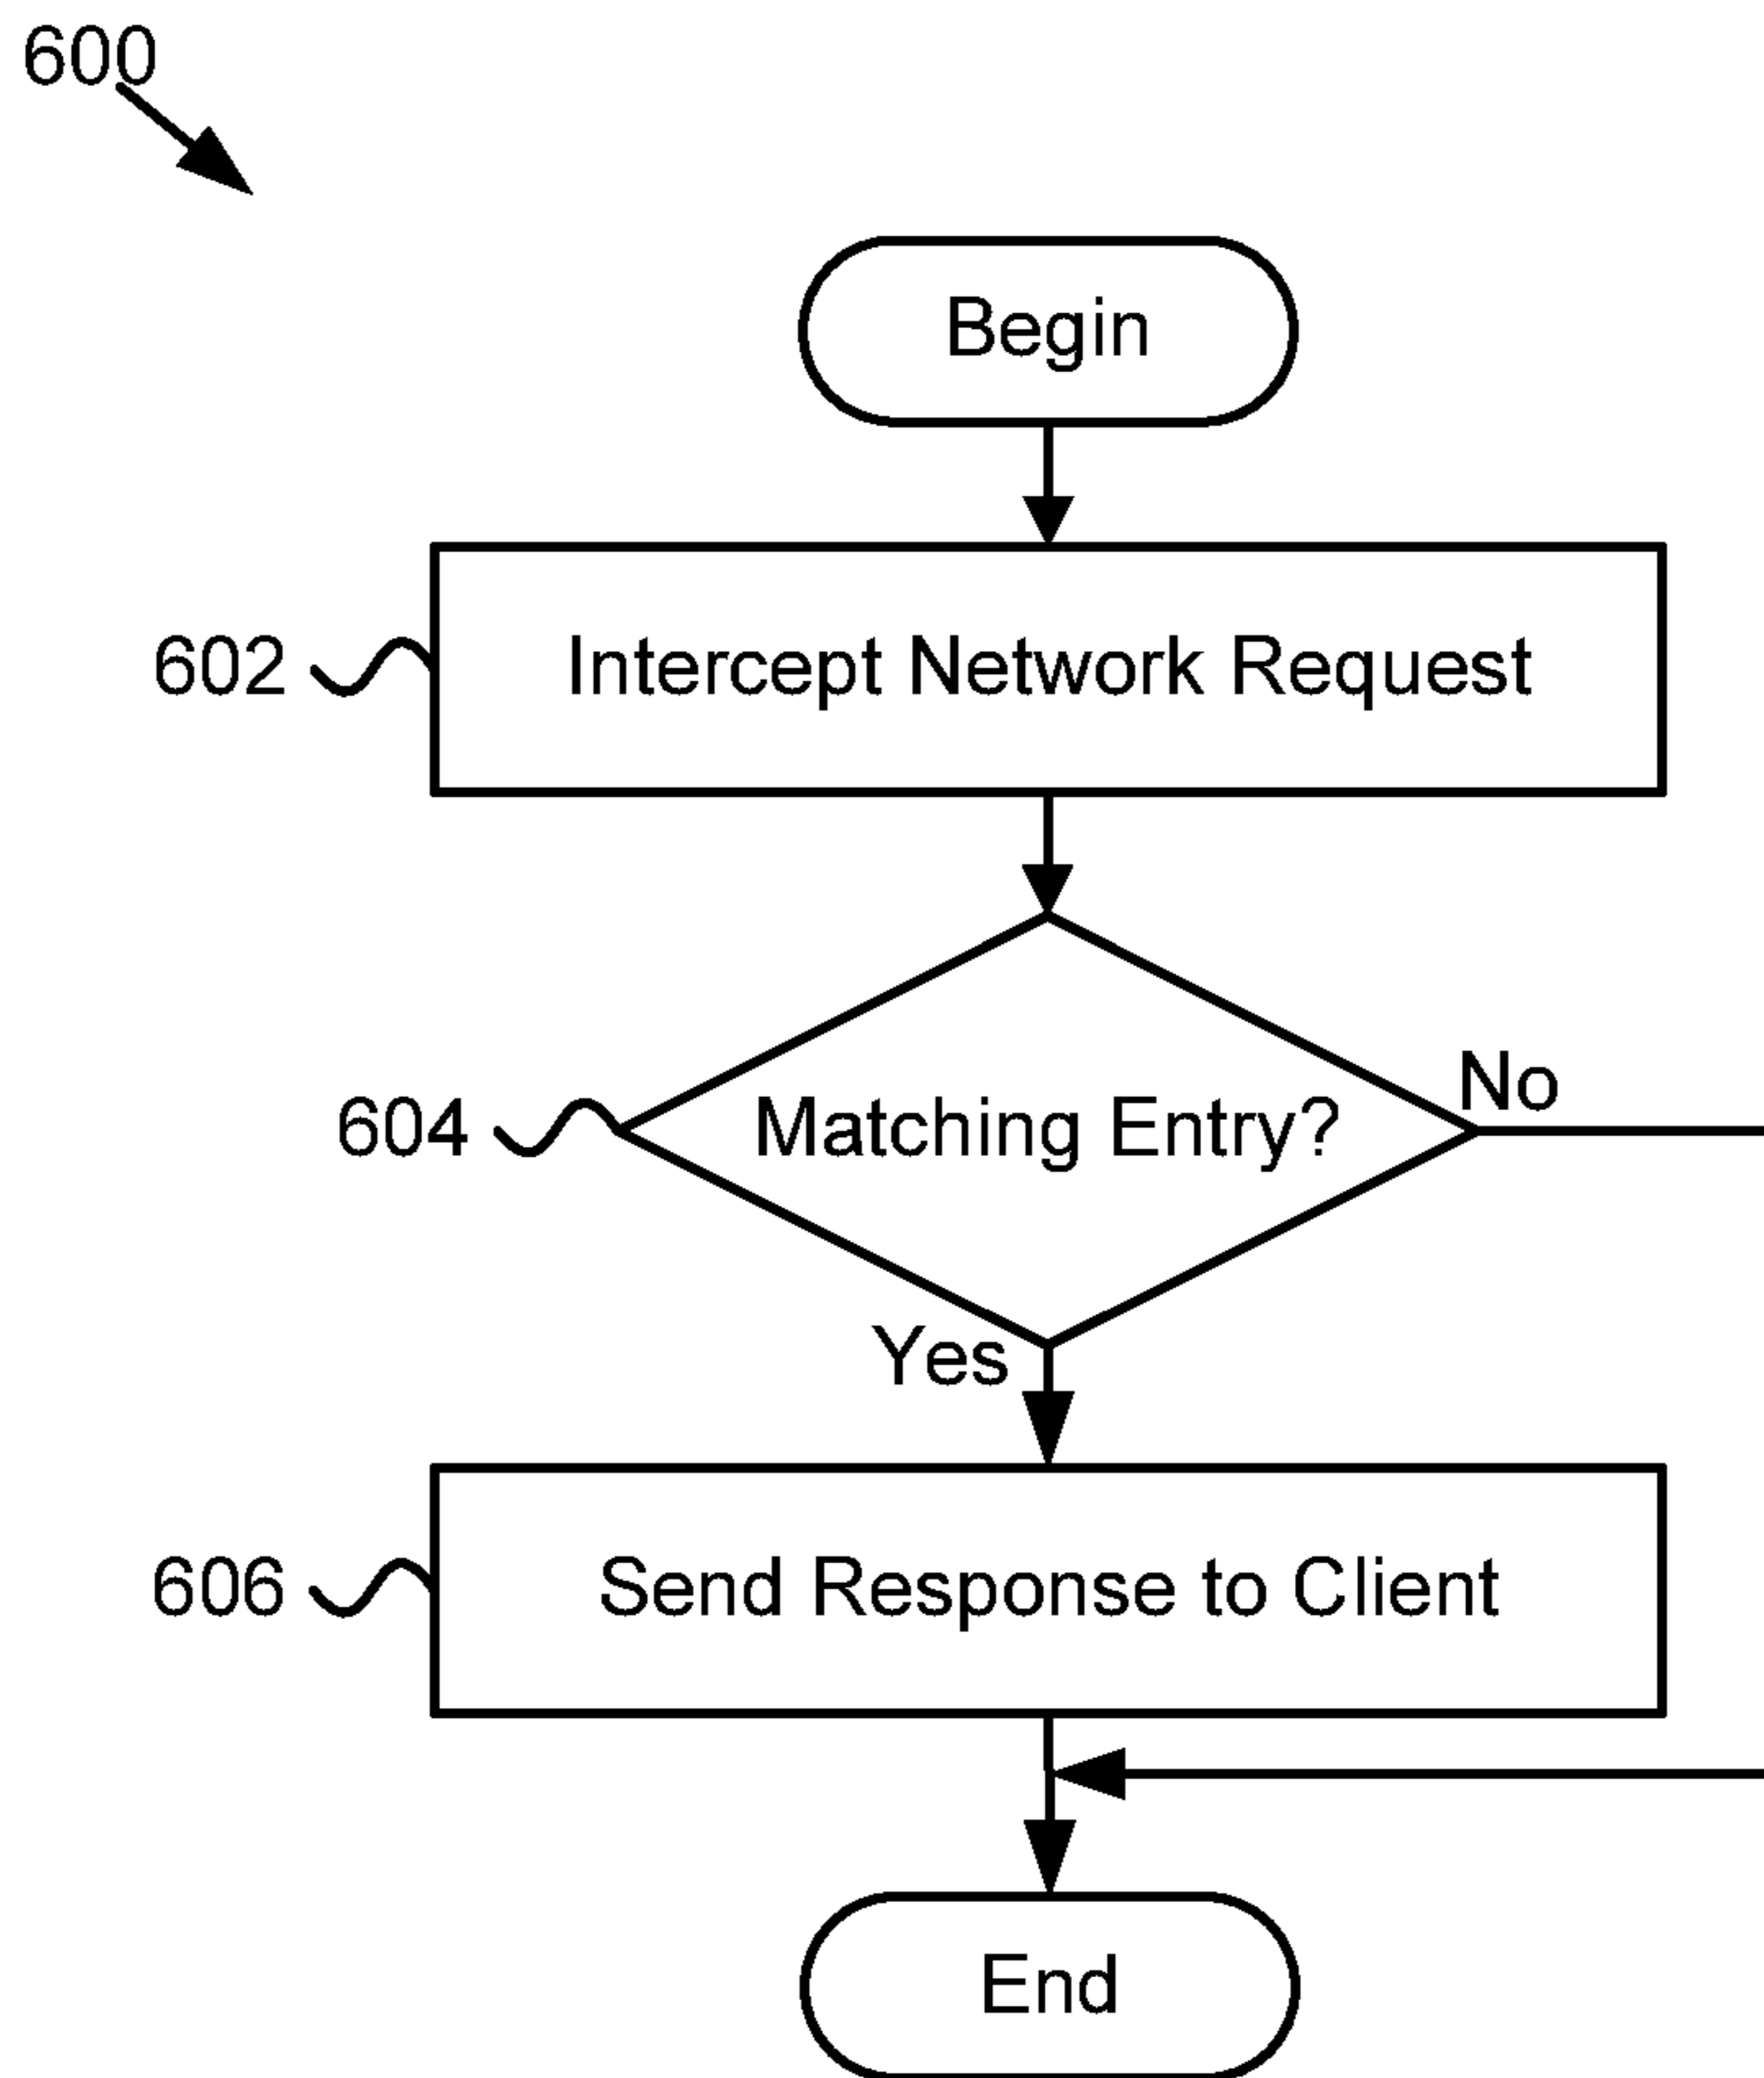 600
Begin
602
Intercept Network Request
604
Matching Entry?
No
Yes
606
Send Response to Client
End